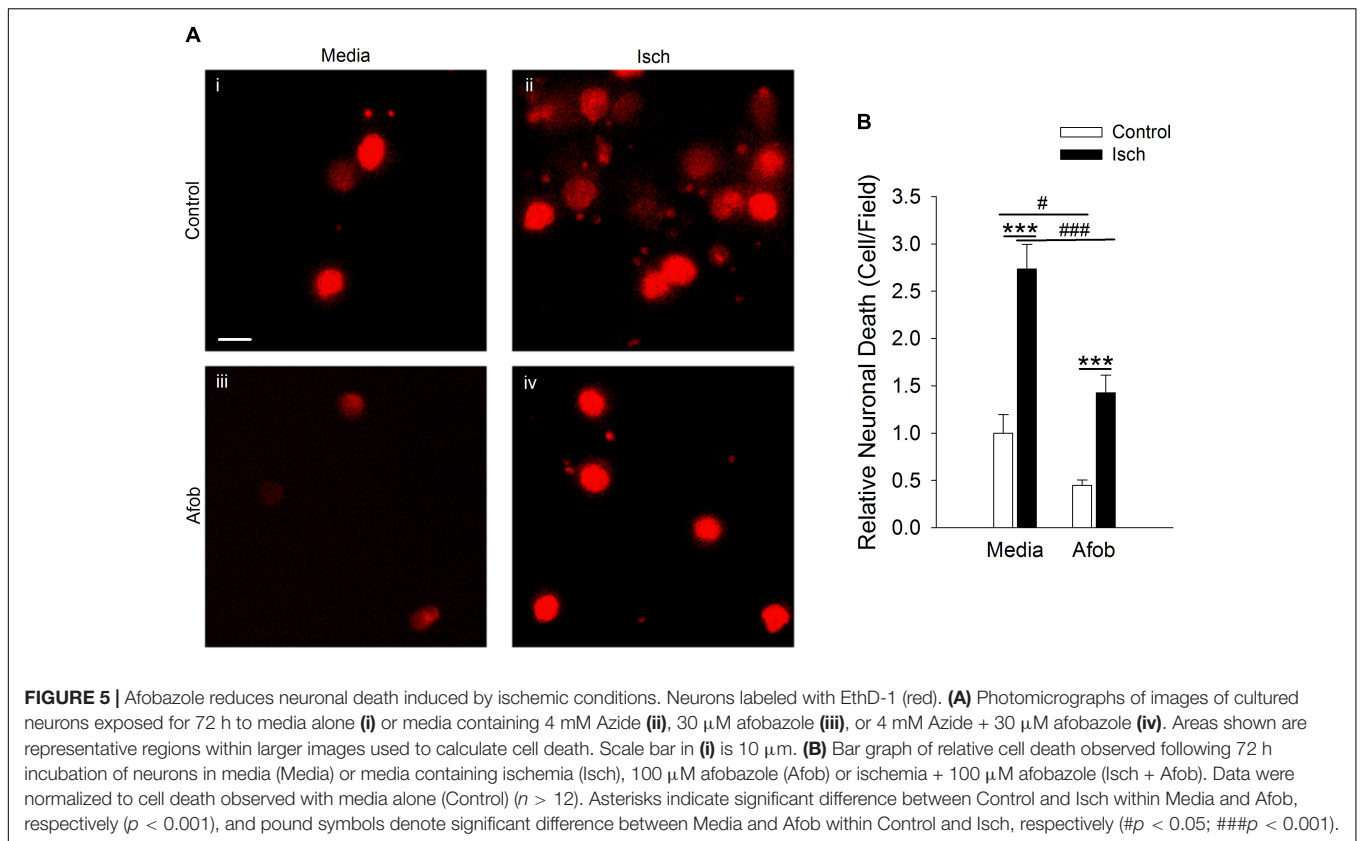 A
Media
Isch
i
ii
Control
iii
iv
Afob
B
Control
Isch
Relative Neuronal Death (Cell/Field)
3.5
3.0
2.5
2.0
1.5
1.0
0.5
0.0
#
***
###
***
Media
Afob
FIGURE 5 | Afobazole reduces neuronal death induced by ischemic conditions. Neurons labeled with EthD-1 (red). (A) Photomicrographs of images of cultured
neurons exposed for 72 h to media alone (i) or media containing 4 mM Azide (ii), 30 μM afobazole (iii), or 4 mM Azide + 30 μM afobazole (iv). Areas shown are
representative regions within larger images used to calculate cell death. Scale bar in (i) is 10 μm. (B) Bar graph of relative cell death observed following 72 h
incubation of neurons in media (Media) or media containing ischemia (Isch), 100 μM afobazole (Afob) or ischemia + 100 μM afobazole (Isch + Afob). Data were
normalized to cell death observed with media alone (Control) (n > 12). Asterisks indicate significant difference between Control and Isch within Media and Afob,
respectively (p < 0.001), and pound symbols denote significant difference between Media and Afob within Control and Isch, respectively (#p < 0.05; ###p < 0.001).